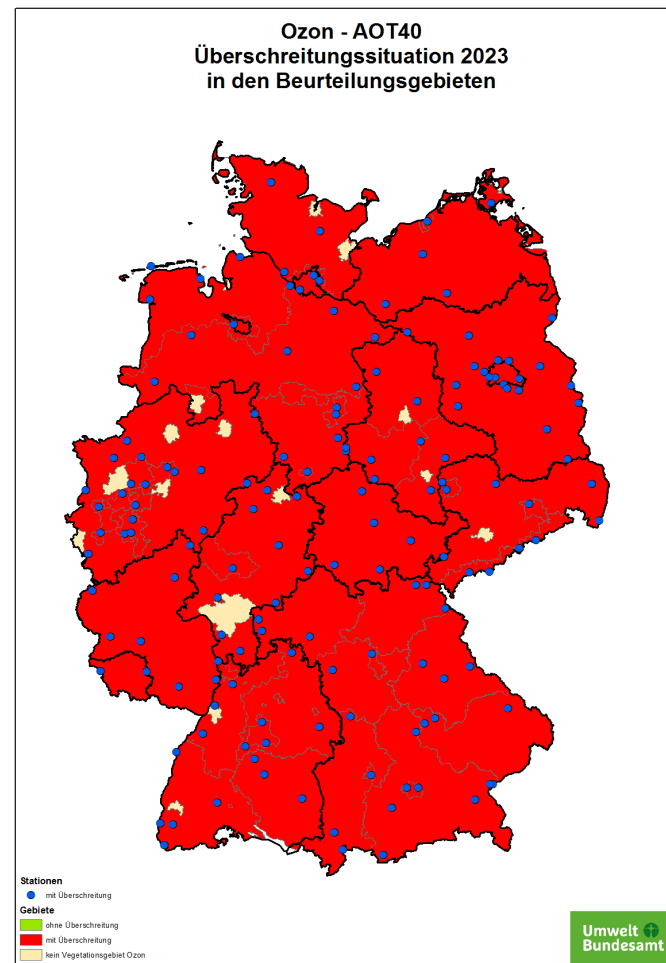 Ozon - AOT40
Überschreitungssituation 2023
in den Beurteilungsgebieten
Stationen
mit Überschreitung
Gebiete
ohne Überschreitung
mit Überschreitung
kein Vegetationsgebiet Ozon
Umwelt
Bundesamt